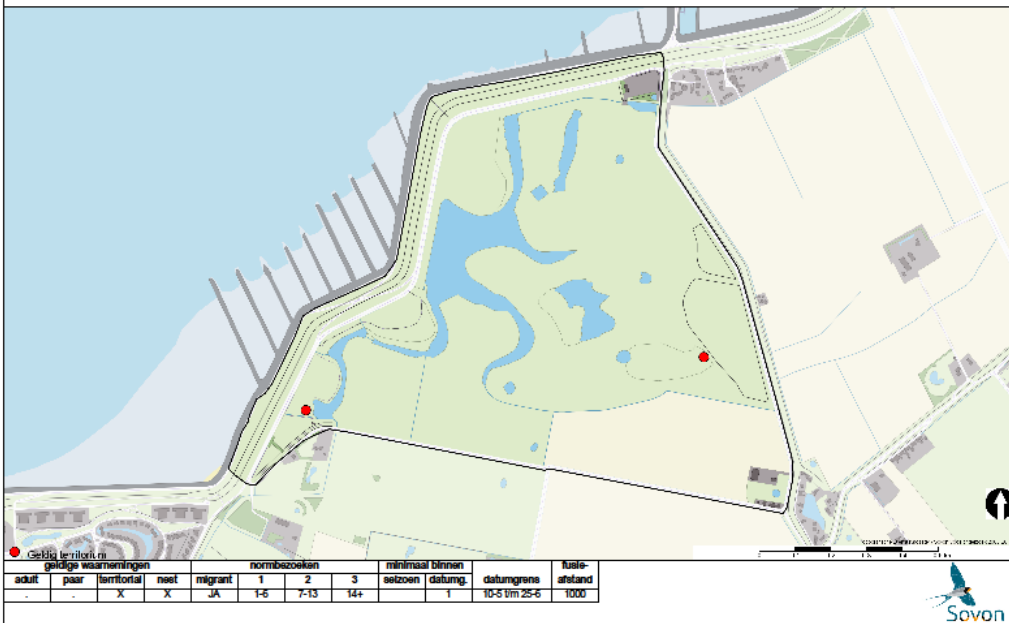 Geldig territorium
geldige waarnemingen normbezoeken minimaal binnen fusie-
adult paar territorial nest migrant 1 2 3 seizoen datumg. datumgrens afstand
. . X X JA 1-6 7-13 14+ 1 10-5 t/m 25-6 1000
Sovon